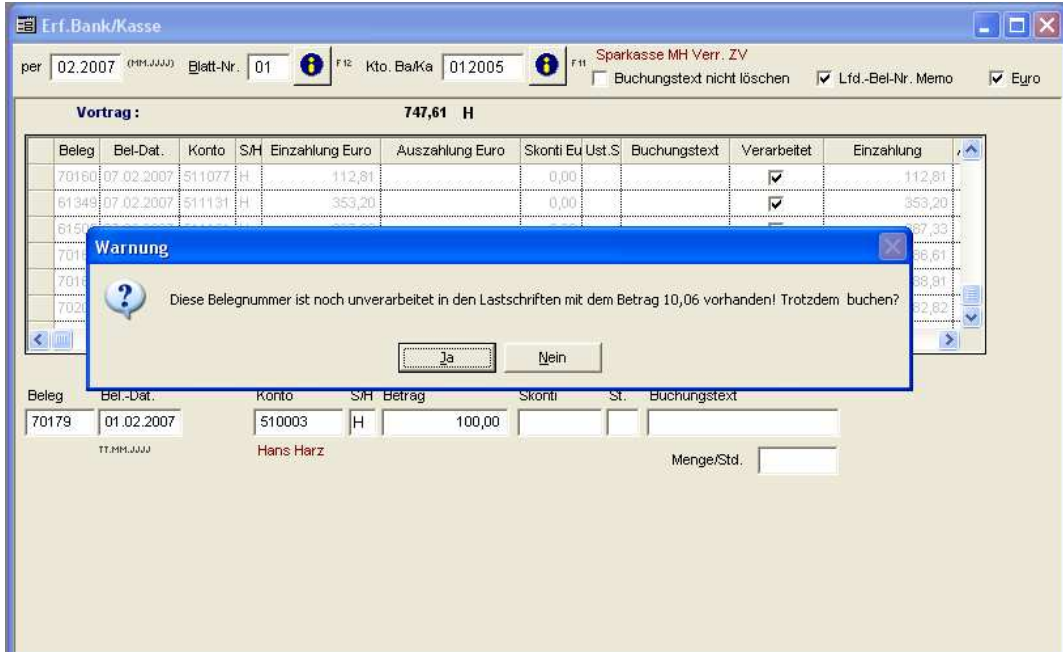 Erf.Bank/Kasse
per 02.2007 (MM.JJJJ) Blatt-Nr. 01 F12 Kto. Ba/Ka 012005 F11 Sparkasse MH Verr. ZV
Buchungstext nicht löschen Lfd.-Bel-Nr. Memo Euro
Vortrag : 747,61 H
Beleg Bel-Dat. Konto S/H Einzahlung Euro Auszahlung Euro Skonti Eu Ust.S Buchungstext Verarbeitet Einzahlung
70160 07.02.2007 511077 H 112,81 0,00 112,81
61349 07.02.2007 511131 H 353,20 0,00 353,20
Warnung
Diese Belegnummer ist noch unverarbeitet in den Lastschriften mit dem Betrag 10,06 vorhanden! Trotzdem buchen?
Ja Nein
Beleg Bel.-Dat. Konto S/H Betrag Skonti St. Buchungstext
70179 01.02.2007 510003 H 100,00
TT.MM.JJJJ Hans Harz
Menge/Std.